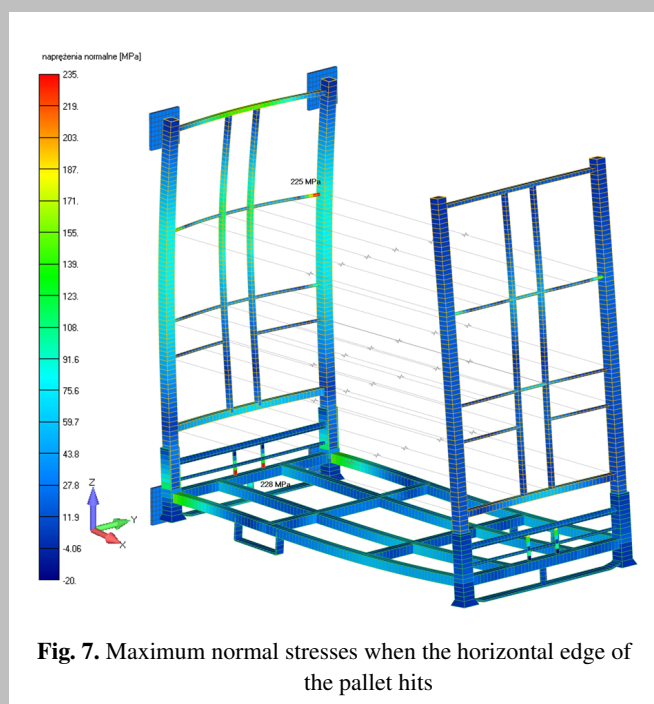 naprężenia normalne [MPa]
235.
219.
203.
187.
171.
155.
139.
123.
108.
91.6
75.6
59.7
43.8
27.8
11.9
-4.06
-20.
225 MPa
228 MPa
Z
Y
X
Fig. 7. Maximum normal stresses when the horizontal edge of
the pallet hits